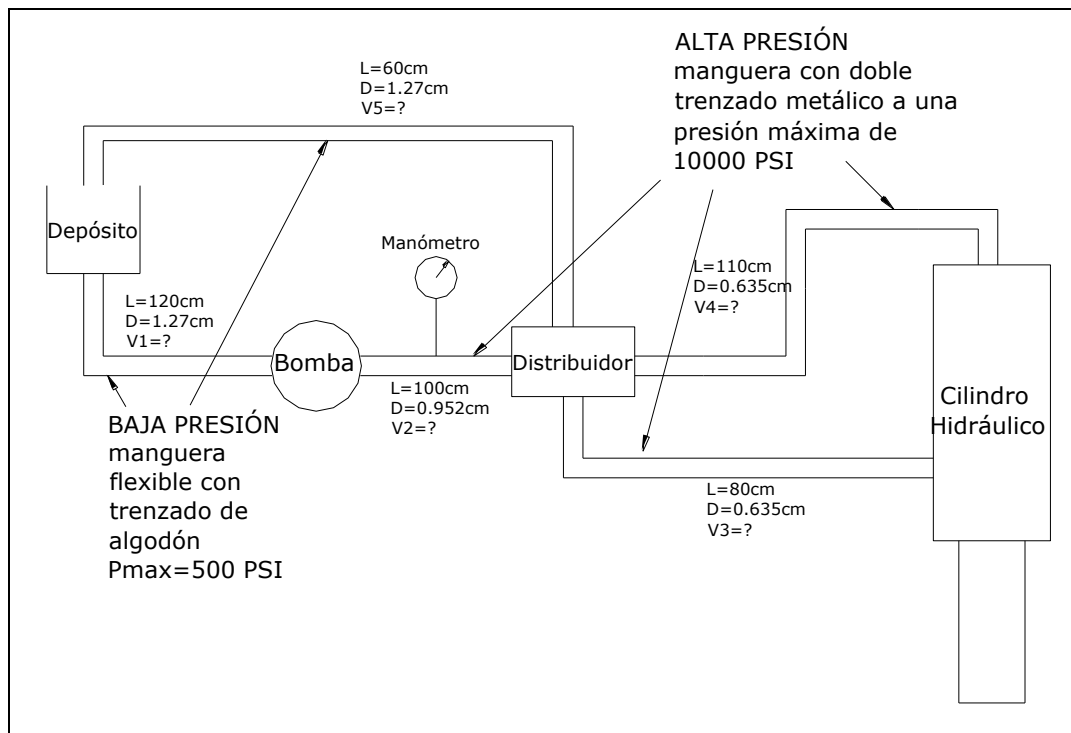 L=60cm
D=1.27cm
V5=?
ALTA PRESIÓN
manguera con doble
trenzado metálico a una
presión máxima de
10000 PSI
Depósito
Manómetro
L=120cm
D=1.27cm
V1=?
Bomba
L=100cm
D=0.952cm
V2=?
Distribuidor
L=110cm
D=0.635cm
V4=?
Cilindro
Hidráulico
BAJA PRESIÓN
manguera
flexible con
trenzado de
algodón
Pmax=500 PSI
L=80cm
D=0.635cm
V3=?